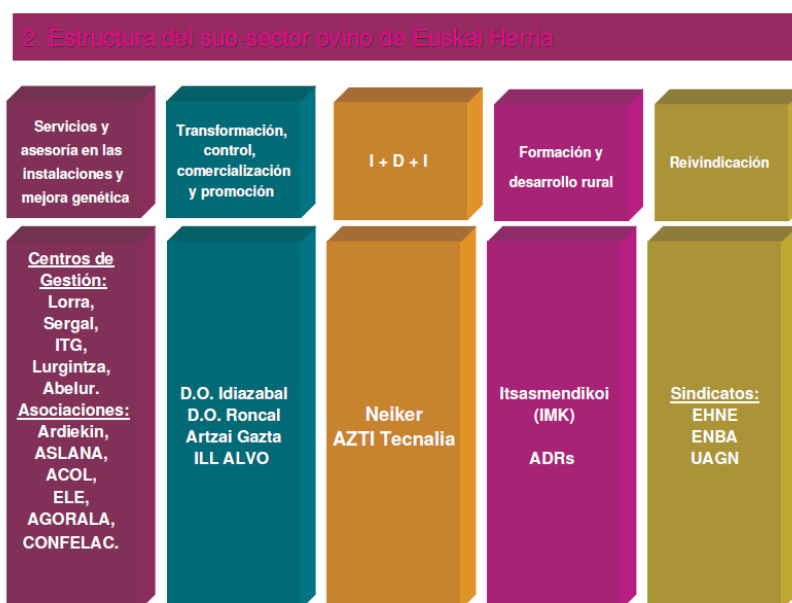 2. Estructura del sub-sector ovino de Euskal Herria
Servicios y
asesoría en las
instalaciones y
mejora genética
Transformación,
control,
comercialización
y promoción
I + D + I
Formación y
desarrollo rural
Reivindicación
Centros de
Gestión:
Lorra,
Sergal,
ITG,
Lurgintza,
Abelur.
Asociaciones:
Ardiekin,
ASLANA,
ACOL,
ELE,
AGORALA,
CONFELAC.
D.O. Idiazabal
D.O. Roncal
Artzai Gazta
ILL ALVO
Neiker
AZTI Tecnalia
Itsasmendikoi
(IMK)
ADRs
Sindicatos:
EHNE
ENBA
UAGN